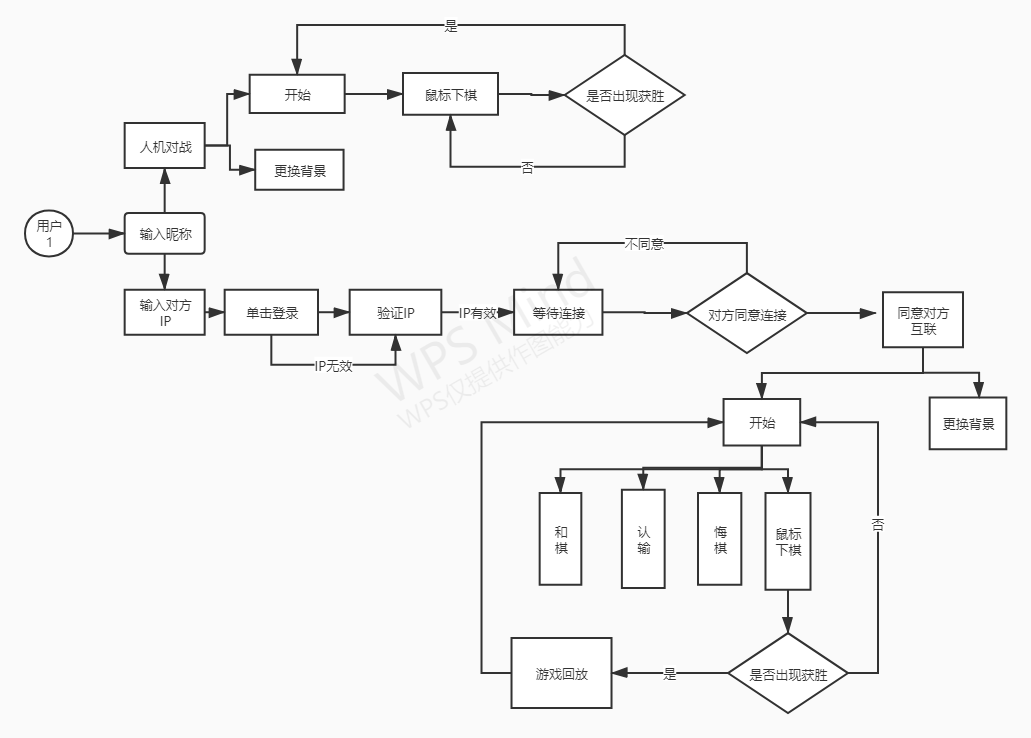 是
开始
鼠标下棋
是否出现获胜
人机对战
更换背景
否
用户
1
输入昵称
不同意
输入对方
IP
单击登录
验证IP
IP有效
等待连接
对方同意连接
同意对方
互联
IP无效
WPS Mind
WPS仅提供作图能力
开始
更换背景
和
棋
认
输
悔
棋
鼠标
下棋
否
游戏回放
是
是否出现获胜